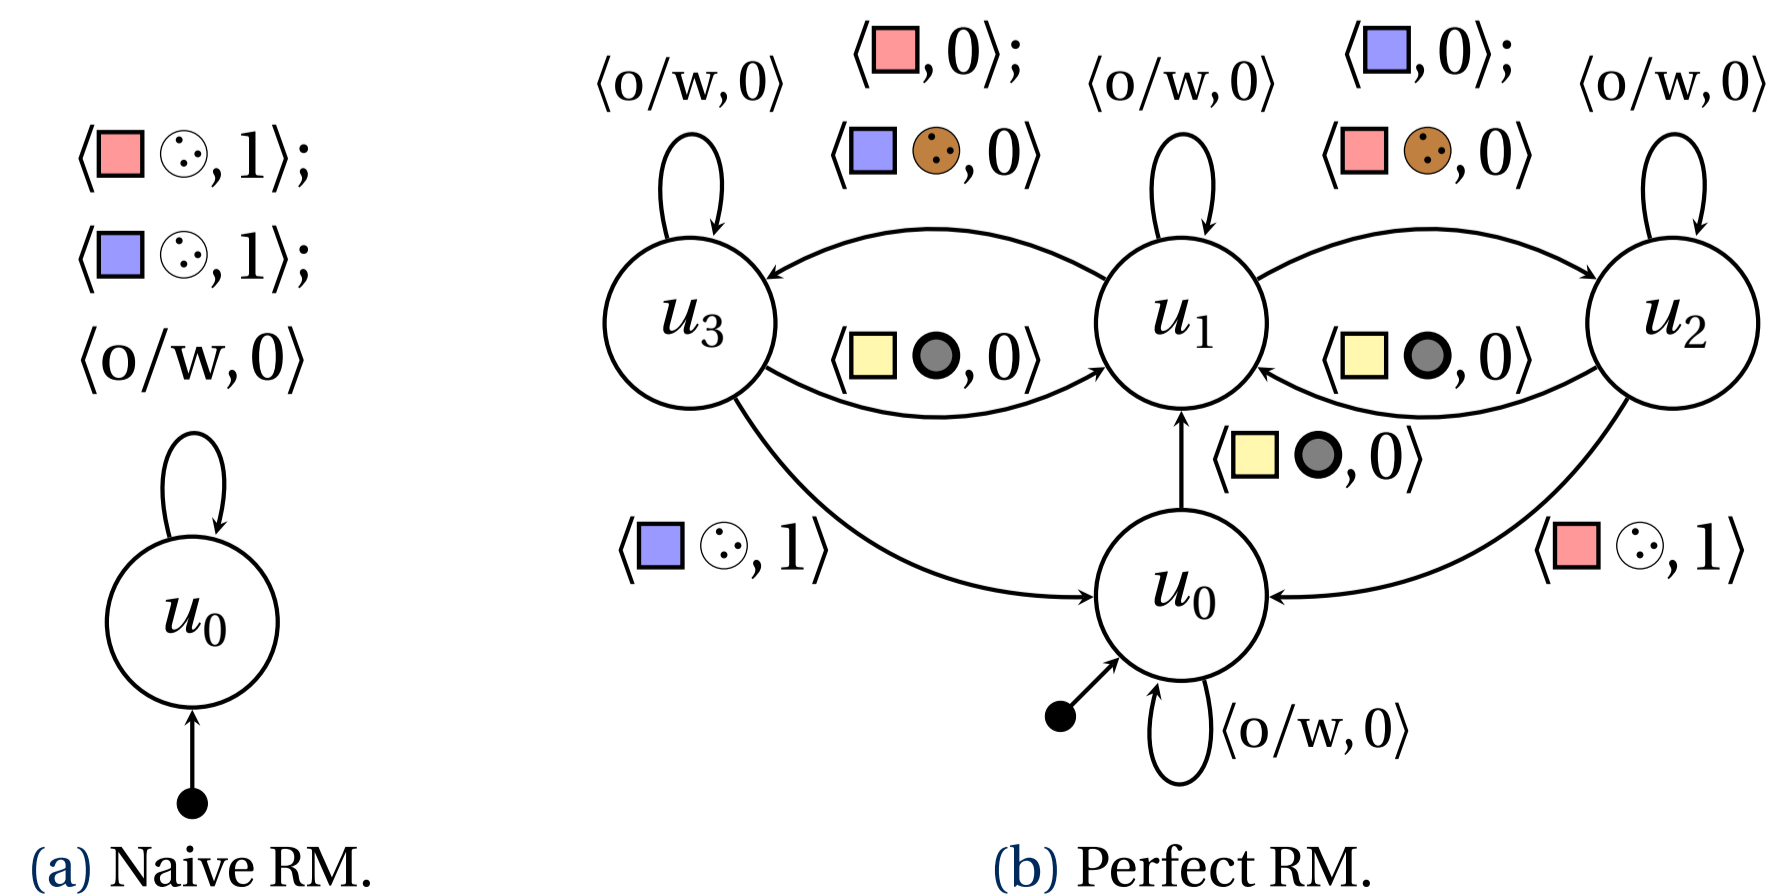 ⟨🟥 ⚪, 1⟩;
⟨🟦 ⚪, 1⟩;
⟨o/w, 0⟩
u₀
(a) Naive RM.
⟨o/w, 0⟩
⟨🟥, 0⟩;
⟨🟦 🟤, 0⟩
⟨o/w, 0⟩
⟨🟦, 0⟩;
⟨🟥 🟤, 0⟩
⟨o/w, 0⟩
u₃
⟨🟨 ⚫, 0⟩
u₁
⟨🟨 ⚫, 0⟩
u₂
⟨🟨 ⚫, 0⟩
⟨🟦 ⚪, 1⟩
⟨🟥 ⚪, 1⟩
u₀
⟨o/w, 0⟩
(b) Perfect RM.